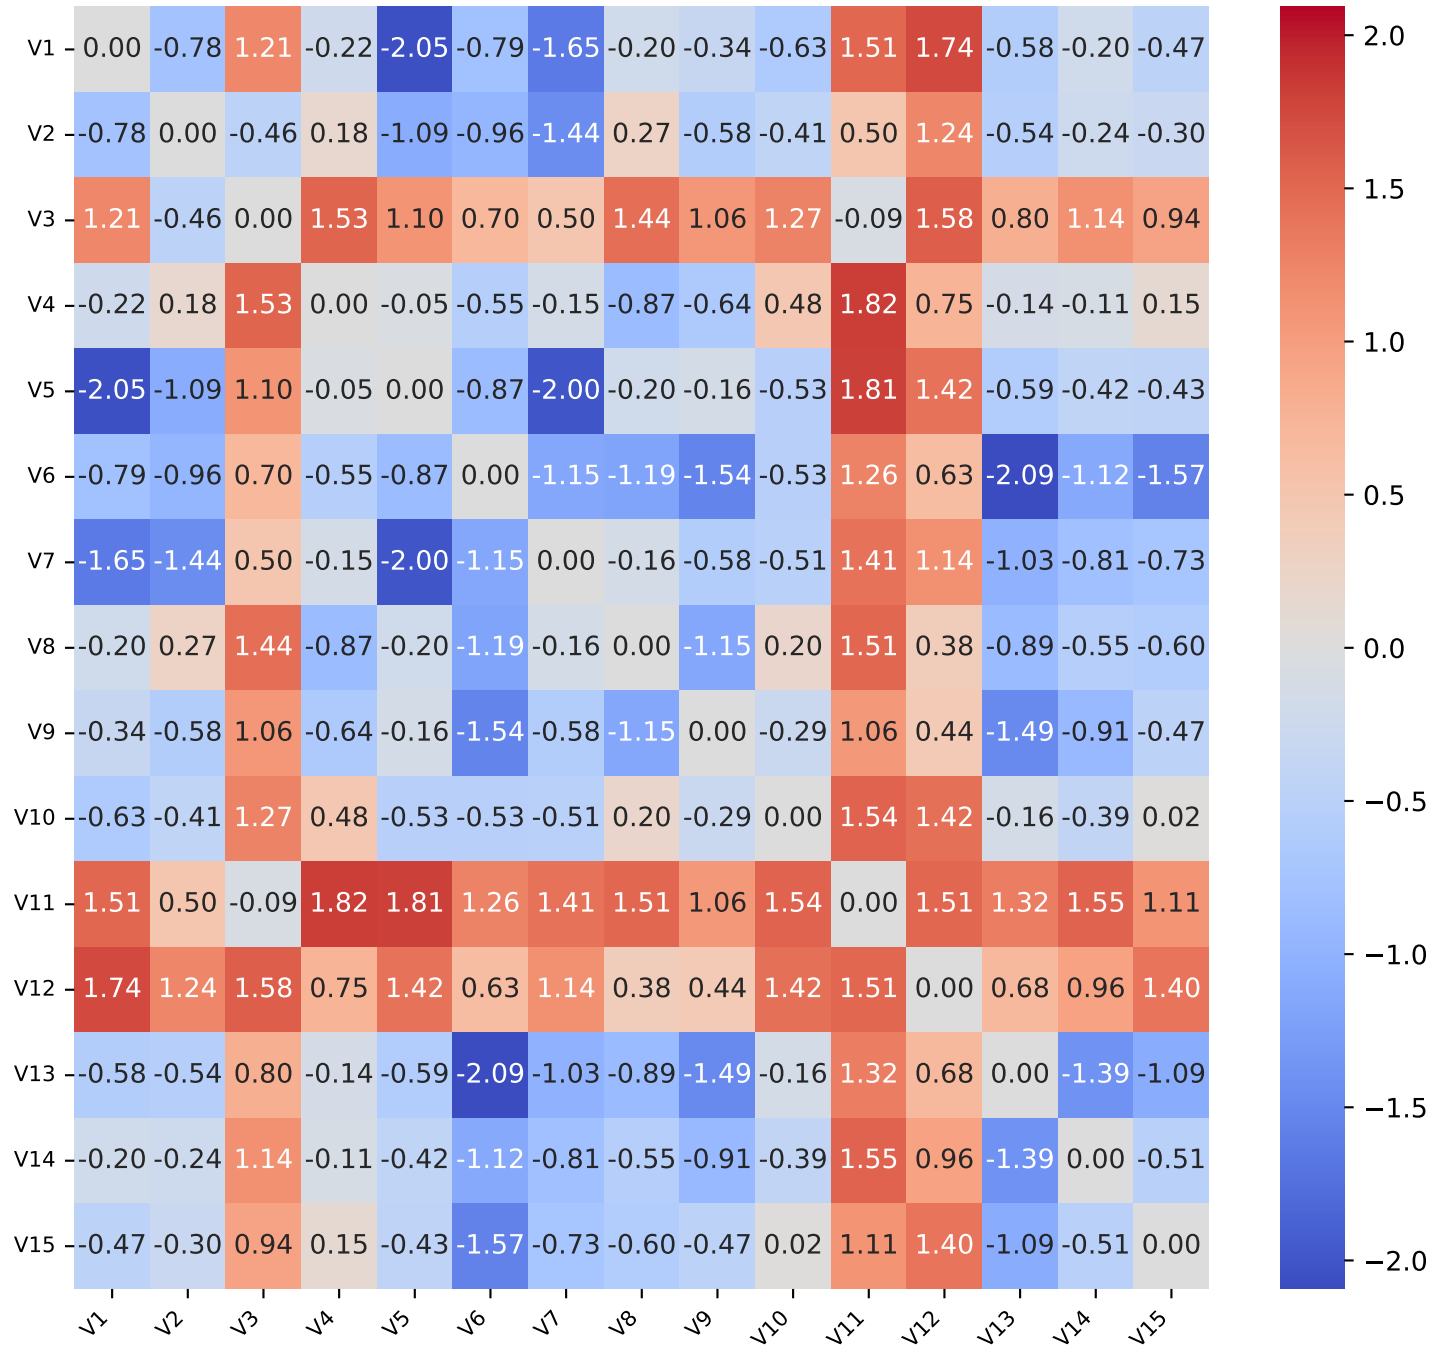 V1 0.00 -0.78 1.21 -0.22 -2.05 -0.79 -1.65 -0.20 -0.34 -0.63 1.51 1.74 -0.58 -0.20 -0.47
V2 -0.78 0.00 -0.46 0.18 -1.09 -0.96 -1.44 0.27 -0.58 -0.41 0.50 1.24 -0.54 -0.24 -0.30
V3 1.21 -0.46 0.00 1.53 1.10 0.70 0.50 1.44 1.06 1.27 -0.09 1.58 0.80 1.14 0.94
V4 -0.22 0.18 1.53 0.00 -0.05 -0.55 -0.15 -0.87 -0.64 0.48 1.82 0.75 -0.14 -0.11 0.15
V5 -2.05 -1.09 1.10 -0.05 0.00 -0.87 -2.00 -0.20 -0.16 -0.53 1.81 1.42 -0.59 -0.42 -0.43
V6 -0.79 -0.96 0.70 -0.55 -0.87 0.00 -1.15 -1.19 -1.54 -0.53 1.26 0.63 -2.09 -1.12 -1.57
V7 -1.65 -1.44 0.50 -0.15 -2.00 -1.15 0.00 -0.16 -0.58 -0.51 1.41 1.14 -1.03 -0.81 -0.73
V8 -0.20 0.27 1.44 -0.87 -0.20 -1.19 -0.16 0.00 -1.15 0.20 1.51 0.38 -0.89 -0.55 -0.60
V9 -0.34 -0.58 1.06 -0.64 -0.16 -1.54 -0.58 -1.15 0.00 -0.29 1.06 0.44 -1.49 -0.91 -0.47
V10 -0.63 -0.41 1.27 0.48 -0.53 -0.53 -0.51 0.20 -0.29 0.00 1.54 1.42 -0.16 -0.39 0.02
V11 1.51 0.50 -0.09 1.82 1.81 1.26 1.41 1.51 1.06 1.54 0.00 1.51 1.32 1.55 1.11
V12 1.74 1.24 1.58 0.75 1.42 0.63 1.14 0.38 0.44 1.42 1.51 0.00 0.68 0.96 1.40
V13 -0.58 -0.54 0.80 -0.14 -0.59 -2.09 -1.03 -0.89 -1.49 -0.16 1.32 0.68 0.00 -1.39 -1.09
V14 -0.20 -0.24 1.14 -0.11 -0.42 -1.12 -0.81 -0.55 -0.91 -0.39 1.55 0.96 -1.39 0.00 -0.51
V15 -0.47 -0.30 0.94 0.15 -0.43 -1.57 -0.73 -0.60 -0.47 0.02 1.11 1.40 -1.09 -0.51 0.00
V1 V2 V3 V4 V5 V6 V7 V8 V9 V10 V11 V12 V13 V14 V15
2.0
1.5
1.0
0.5
0.0
−0.5
−1.0
−1.5
−2.0